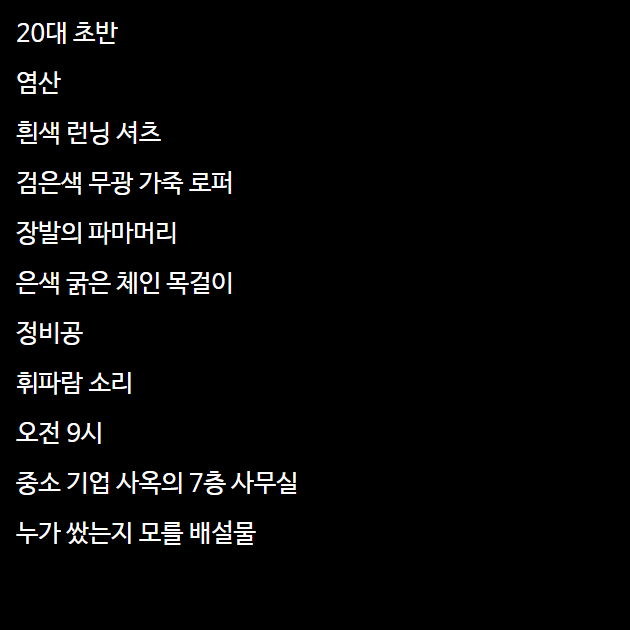 20대 초반
염산
흰색 런닝 셔츠
검은색 무광 가죽 로퍼
장발의 파마머리
은색 굵은 체인 목걸이
정비공
휘파람 소리
오전 9시
중소 기업 사옥의 7층 사무실
누가 쌌는지 모를 배설물